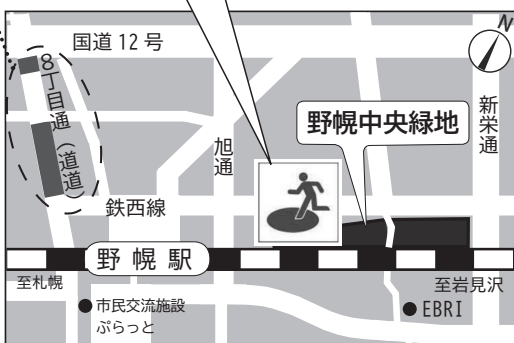 国道12号
N
8丁目通（道道）
旭通
野幌中央緑地
新栄通
鉄西線
野幌駅
至札幌
至岩見沢
● 市民交流施設
ぷらっと
● EBRI